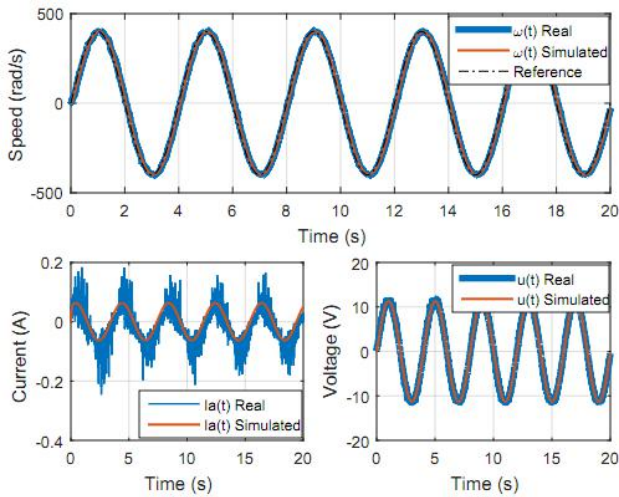 500
0
-500
Speed (rad/s)
ω(t) Real
ω(t) Simulated
Reference
0 2 4 6 8 10 12 14 16 18 20
Time (s)
0.2
0
-0.2
-0.4
Current (A)
Ia(t) Real
Ia(t) Simulated
0 5 10 15 20
Time (s)
20
10
0
-10
-20
Voltage (V)
u(t) Real
u(t) Simulated
0 5 10 15 20
Time (s)